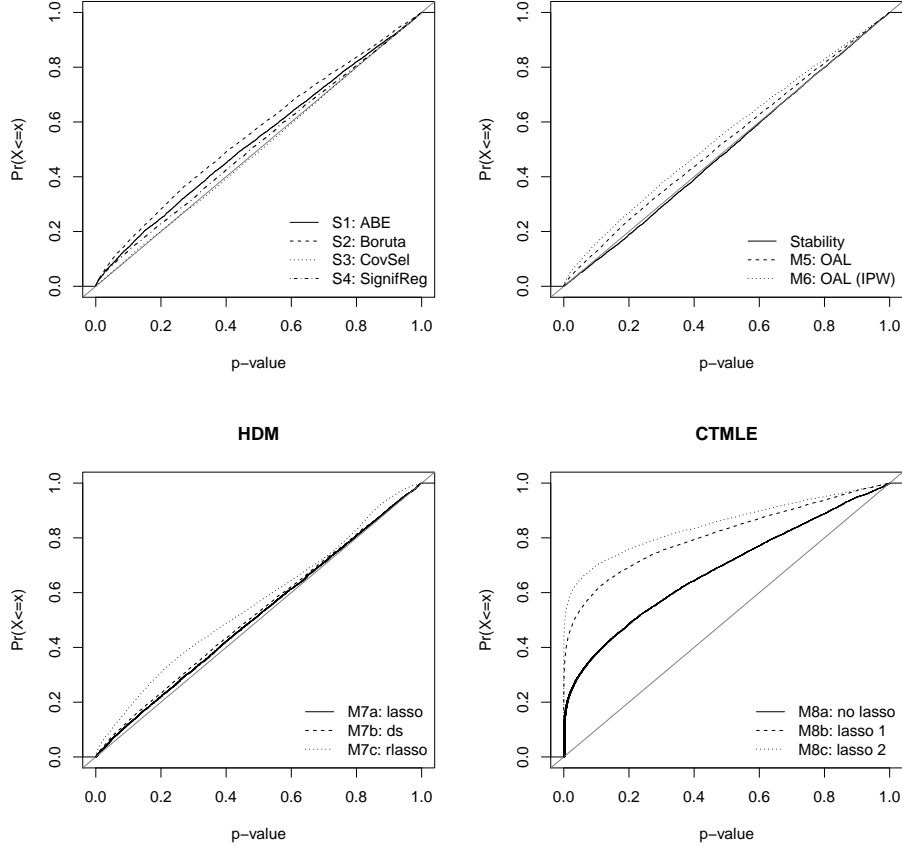 Pr(X<=x)
1.0
0.8
0.6
0.4
0.2
0.0
S1: ABE
S2: Boruta
S3: CovSel
S4: SignifReg
0.0 0.2 0.4 0.6 0.8 1.0
p−value
Pr(X<=x)
1.0
0.8
0.6
0.4
0.2
0.0
Stability
M5: OAL
M6: OAL (IPW)
0.0 0.2 0.4 0.6 0.8 1.0
p−value
HDM
Pr(X<=x)
1.0
0.8
0.6
0.4
0.2
0.0
M7a: lasso
M7b: ds
M7c: rlasso
0.0 0.2 0.4 0.6 0.8 1.0
p−value
CTMLE
Pr(X<=x)
1.0
0.8
0.6
0.4
0.2
0.0
M8a: no lasso
M8b: lasso 1
M8c: lasso 2
0.0 0.2 0.4 0.6 0.8 1.0
p−value